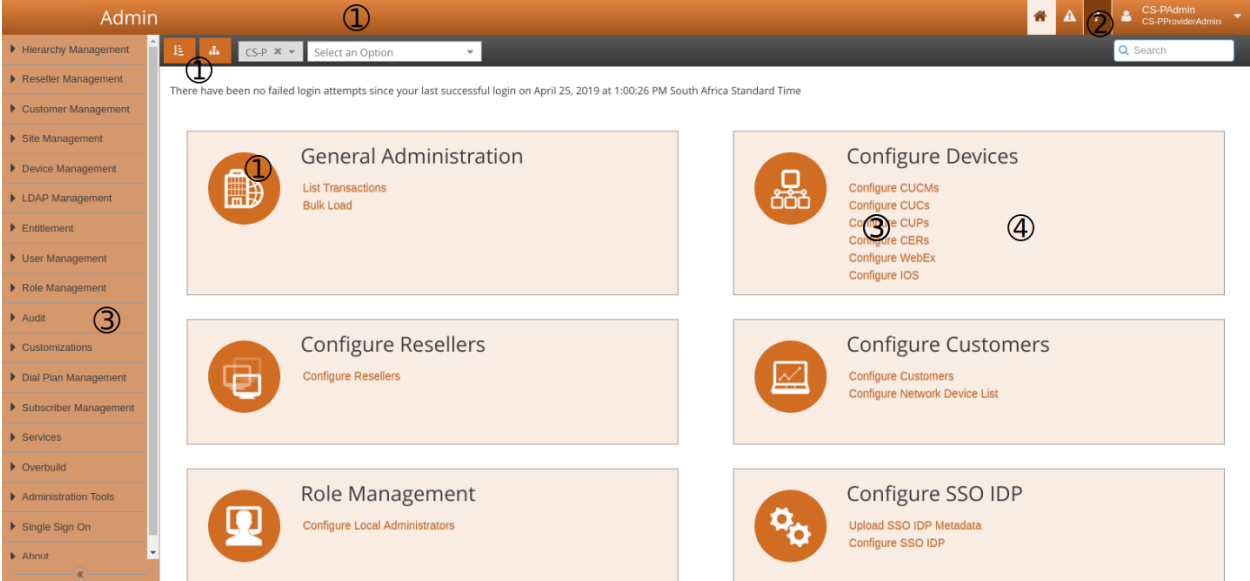 Admin
①
②
CS-PAdmin
CS-PProviderAdmini
CS-P
Select an Option
Search
①
There have been no failed login attempts since your last successful login on April 25, 2019 at 1:00:26 PM South Africa Standard Time
Hierarchy Management
Reseller Management
Customer Management
Site Management
Device Management
LDAP Management
Entitlement
User Management
Role Management
Audit
③
Customizations
Dial Plan Management
Subscriber Management
Services
Overbuild
Administration Tools
Single Sign On
About
①
General Administration
List Transactions
Bulk Load
Configure Devices
Configure CUCMs
Configure CUCs
Configure CUPs
③
④
Configure CERs
Configure WebEx
Configure IOS
Configure Resellers
Configure Resellers
Configure Customers
Configure Customers
Configure Network Device List
Role Management
Configure Local Administrators
Configure SSO IDP
Upload SSO IDP Metadata
Configure SSO IDP